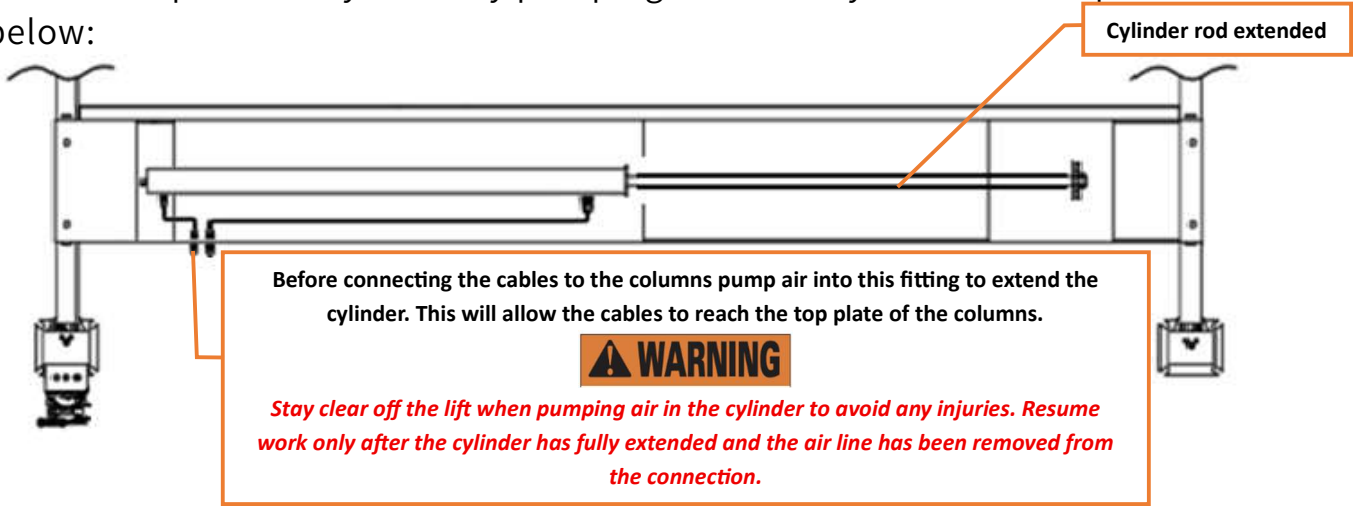 below:
Cylinder rod extended
Before connecting the cables to the columns pump air into this fitting to extend the
cylinder. This will allow the cables to reach the top plate of the columns.
WARNING
Stay clear off the lift when pumping air in the cylinder to avoid any injuries. Resume
work only after the cylinder has fully extended and the air line has been removed from
the connection.